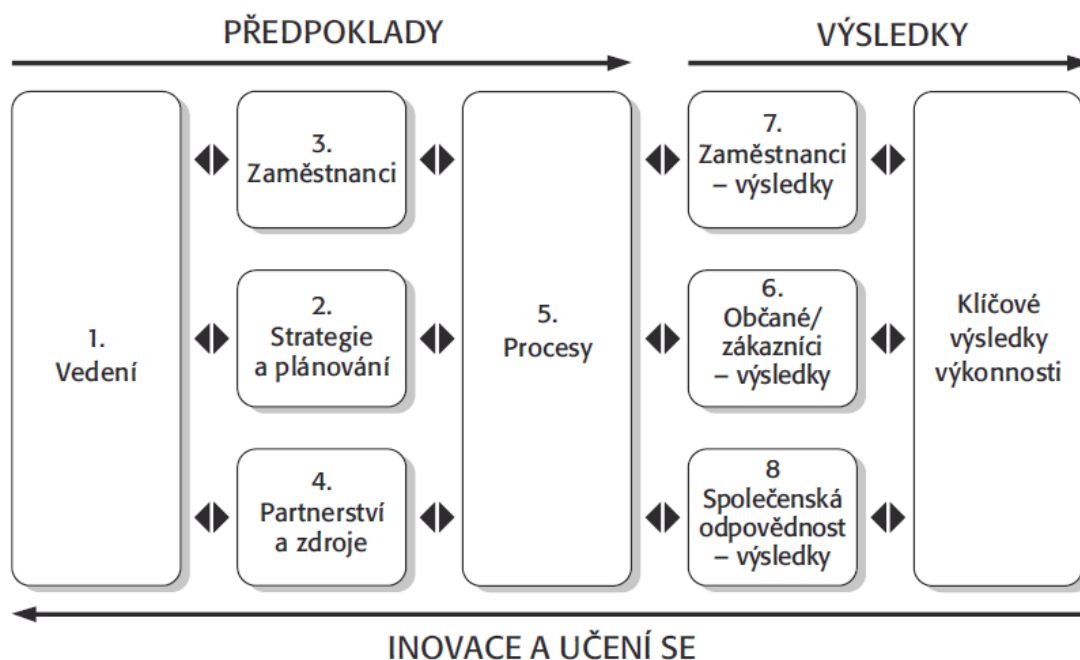 PŘEDPOKLADY
VÝSLEDKY
1.
Vedení
3.
Zaměstnanci
2.
Strategie
a plánování
4.
Partnerství
a zdroje
5.
Procesy
7.
Zaměstnanci
– výsledky
6.
Občané/
zákazníci
– výsledky
8
Společenská
odpovědnost
– výsledky
Klíčové
výsledky
výkonnosti
INOVACE A UČENÍ SE